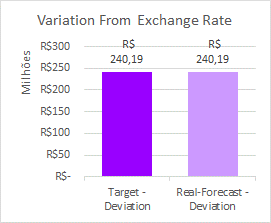 Variation From Exchange Rate
Milhões
R$300
R$250
R$200
R$150
R$100
R$50
R$-
R$
240,19
R$
240,19
Target -
Deviation
Real-Forecast -
Deviation